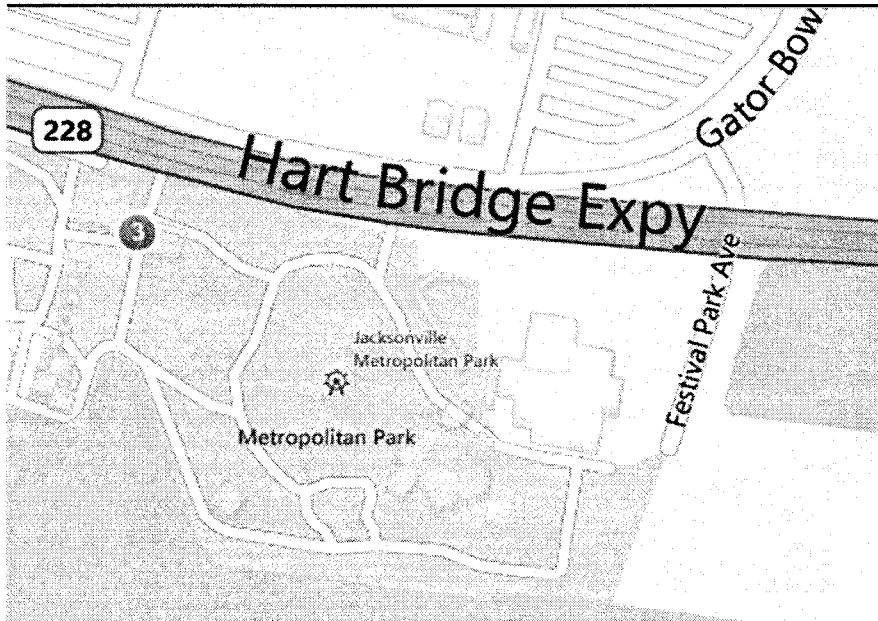 Gator Bow
228
Hart Bridge Expy
3
Festival Park Ave
Jacksonville
Metropolitan Park
Metropolitan Park